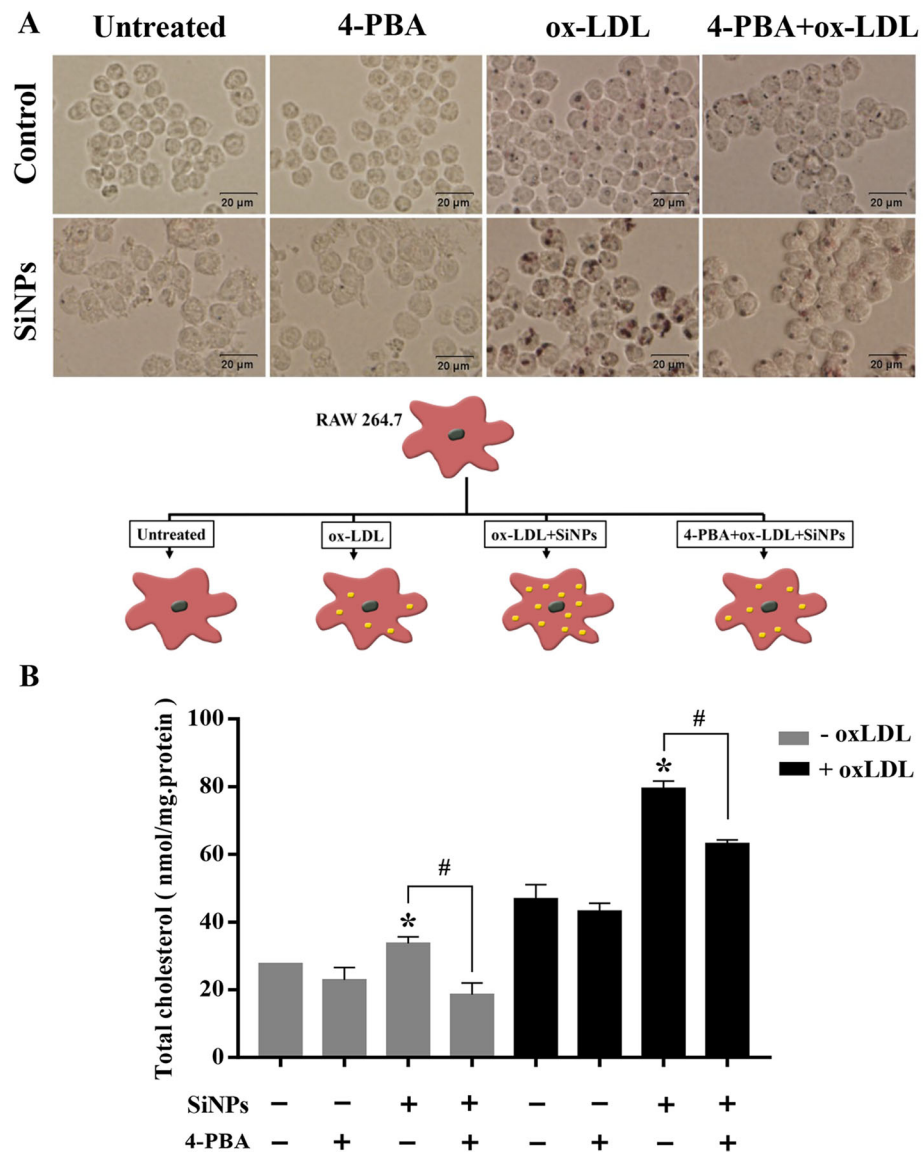 A
Untreated 4-PBA ox-LDL 4-PBA+ox-LDL
Control
20 µm 20 µm 20 µm 20 µm
SiNPs
20 µm 20 µm 20 µm 20 µm
RAW 264.7
Untreated ox-LDL ox-LDL+SiNPs 4-PBA+ox-LDL+SiNPs
B
Total cholesterol ( nmol/mg.protein )
100
80
60
40
20
0
* # * #
- oxLDL
+ oxLDL
SiNPs − − + + − − + +
4-PBA − + − + − + − +